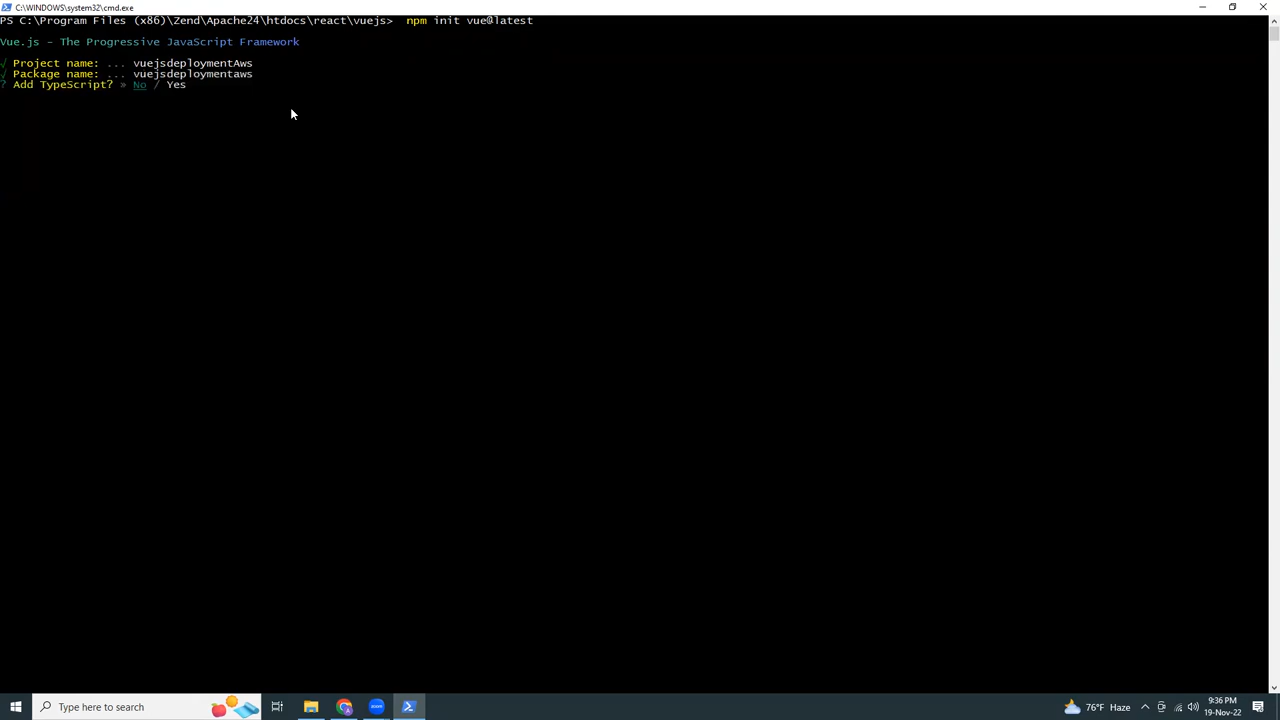 C:\WINDOWS\system32\cmd.exe
PS C:\Program Files (x86)\Zend\Apache24\htdocs\react\vuejs>  npm init vue@latest
Vue.js - The Progressive JavaScript Framework
√ Project name: ... vuejsdeploymentAws
√ Package name: ... vuejsdeploymentaws
? Add TypeScript? » No / Yes
Type here to search
zoom
76°F Haze
9:36 PM
19-Nov-22